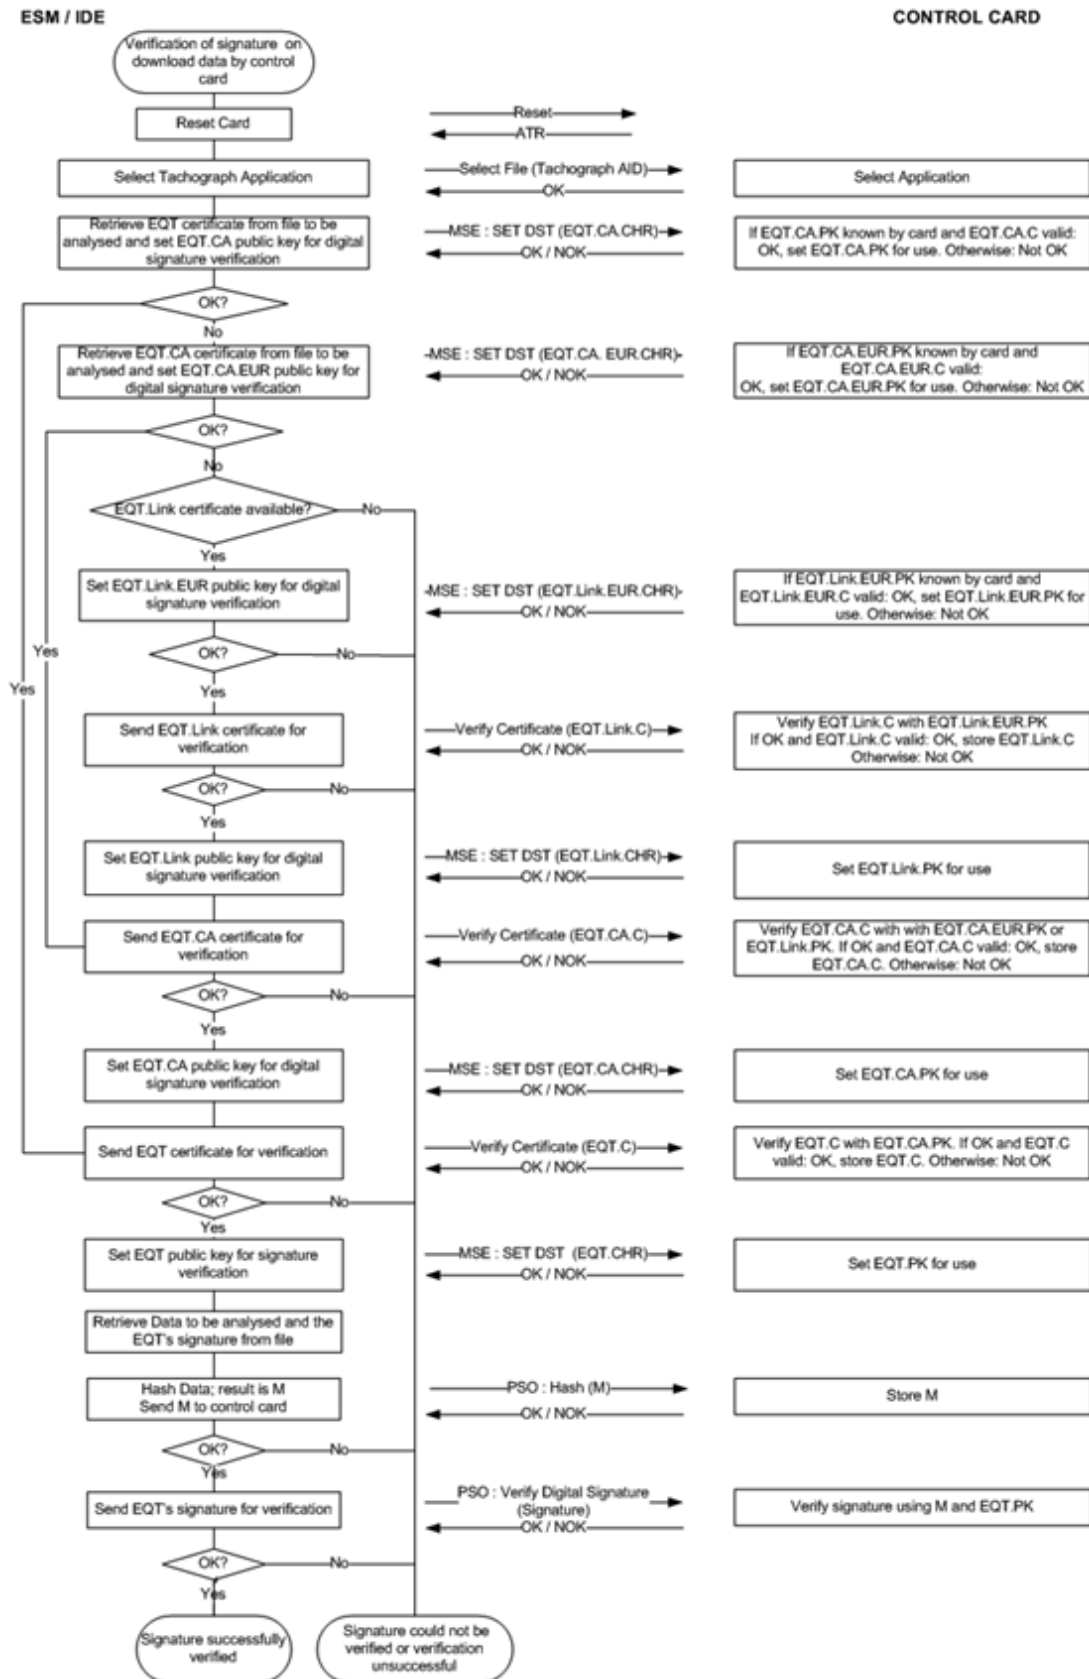 ESM / IDE
CONTROL CARD
Verification of signature on
download data by control
card
Reset Card
Reset
ATR
Select Tachograph Application
Select File (Tachograph AID)
OK
Select Application
Retrieve EQT certificate from file to be
analysed and set EQT.CA public key for digital
signature verification
MSE : SET DST (EQT.CA.CHR)
OK / NOK
If EQT.CA.PK known by card and EQT.CA.C valid:
OK, set EQT.CA.PK for use. Otherwise: Not OK
OK?
No
Retrieve EQT.CA certificate from file to be
analysed and set EQT.CA.EUR public key for
digital signature verification
MSE : SET DST (EQT.CA. EUR.CHR)
OK / NOK
If EQT.CA.EUR.PK known by card and
EQT.CA.EUR.C valid:
OK, set EQT.CA.EUR.PK for use. Otherwise: Not OK
OK?
No
EQT.Link certificate available?
No
Yes
Set EQT.Link.EUR public key for digital
signature verification
MSE : SET DST (EQT.Link.EUR.CHR)
OK / NOK
If EQT.Link.EUR.PK known by card and
EQT.Link.EUR.C valid: OK, set EQT.Link.EUR.PK for
use. Otherwise: Not OK
OK?
No
Yes
Yes
Yes
Send EQT.Link certificate for
verification
Verify Certificate (EQT.Link.C)
OK / NOK
Verify EQT.Link.C with EQT.Link.EUR.PK
If OK and EQT.Link.C valid: OK, store EQT.Link.C
Otherwise: Not OK
OK?
No
Yes
Set EQT.Link public key for digital
signature verification
MSE : SET DST (EQT.Link.CHR)
OK / NOK
Set EQT.Link.PK for use
Send EQT.CA certificate for
verification
Verify Certificate (EQT.CA.C)
OK / NOK
Verify EQT.CA.C with with EQT.CA.EUR.PK or
EQT.Link.PK. If OK and EQT.CA.C valid: OK, store
EQT.CA.C. Otherwise: Not OK
OK?
No
Yes
Set EQT.CA public key for digital
signature verification
MSE : SET DST (EQT.CA.CHR)
OK / NOK
Set EQT.CA.PK for use
Send EQT certificate for verification
Verify Certificate (EQT.C)
OK / NOK
Verify EQT.C with EQT.CA.PK. If OK and EQT.C
valid: OK, store EQT.C. Otherwise: Not OK
OK?
No
Yes
Set EQT public key for signature
verification
MSE : SET DST (EQT.CHR)
OK / NOK
Set EQT.PK for use
Retrieve Data to be analysed and the
EQT's signature from file
Hash Data; result is M
Send M to control card
PSO : Hash (M)
OK / NOK
Store M
OK?
No
Yes
Send EQT's signature for verification
PSO : Verify Digital Signature
(Signature)
OK / NOK
Verify signature using M and EQT.PK
OK?
No
Yes
Signature successfully
verified
Signature could not be
verified or verification
unsuccessful